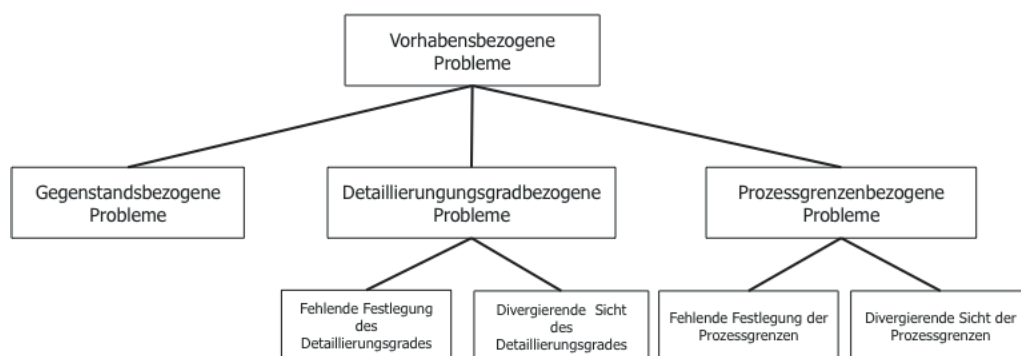 Vorhabensbezogene
Probleme
Gegenstandsbezogene
Probleme
Detaillierungungsgradbezogene
Probleme
Prozessgrenzenbezogene
Probleme
Fehlende Festlegung
des
Detaillierungsgrades
Divergierende Sicht
des
Detaillierungsgrades
Fehlende Festlegung der
Prozessgrenzen
Divergierende Sicht der
Prozessgrenzen